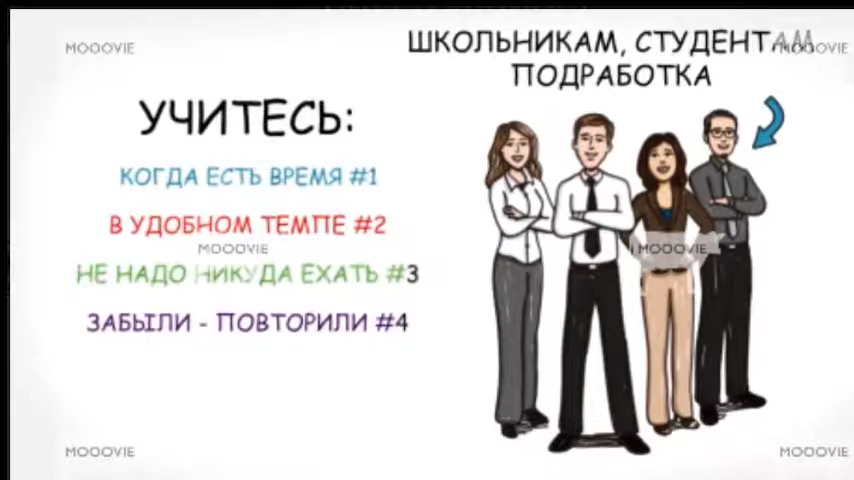 MOOOVIE
ШКОЛЬНИКАМ, СТУДЕНТАМ
MOOOVIE
ПОДРАБОТКА
УЧИТЕСЬ:
КОГДА ЕСТЬ ВРЕМЯ #1
В УДОБНОМ ТЕМПЕ #2
MOOOVIE
MOOOVIE
НЕ НАДО НИКУДА ЕХАТЬ #3
ЗАБЫЛИ - ПОВТОРИЛИ #4
MOOOVIE
MOOOVIE